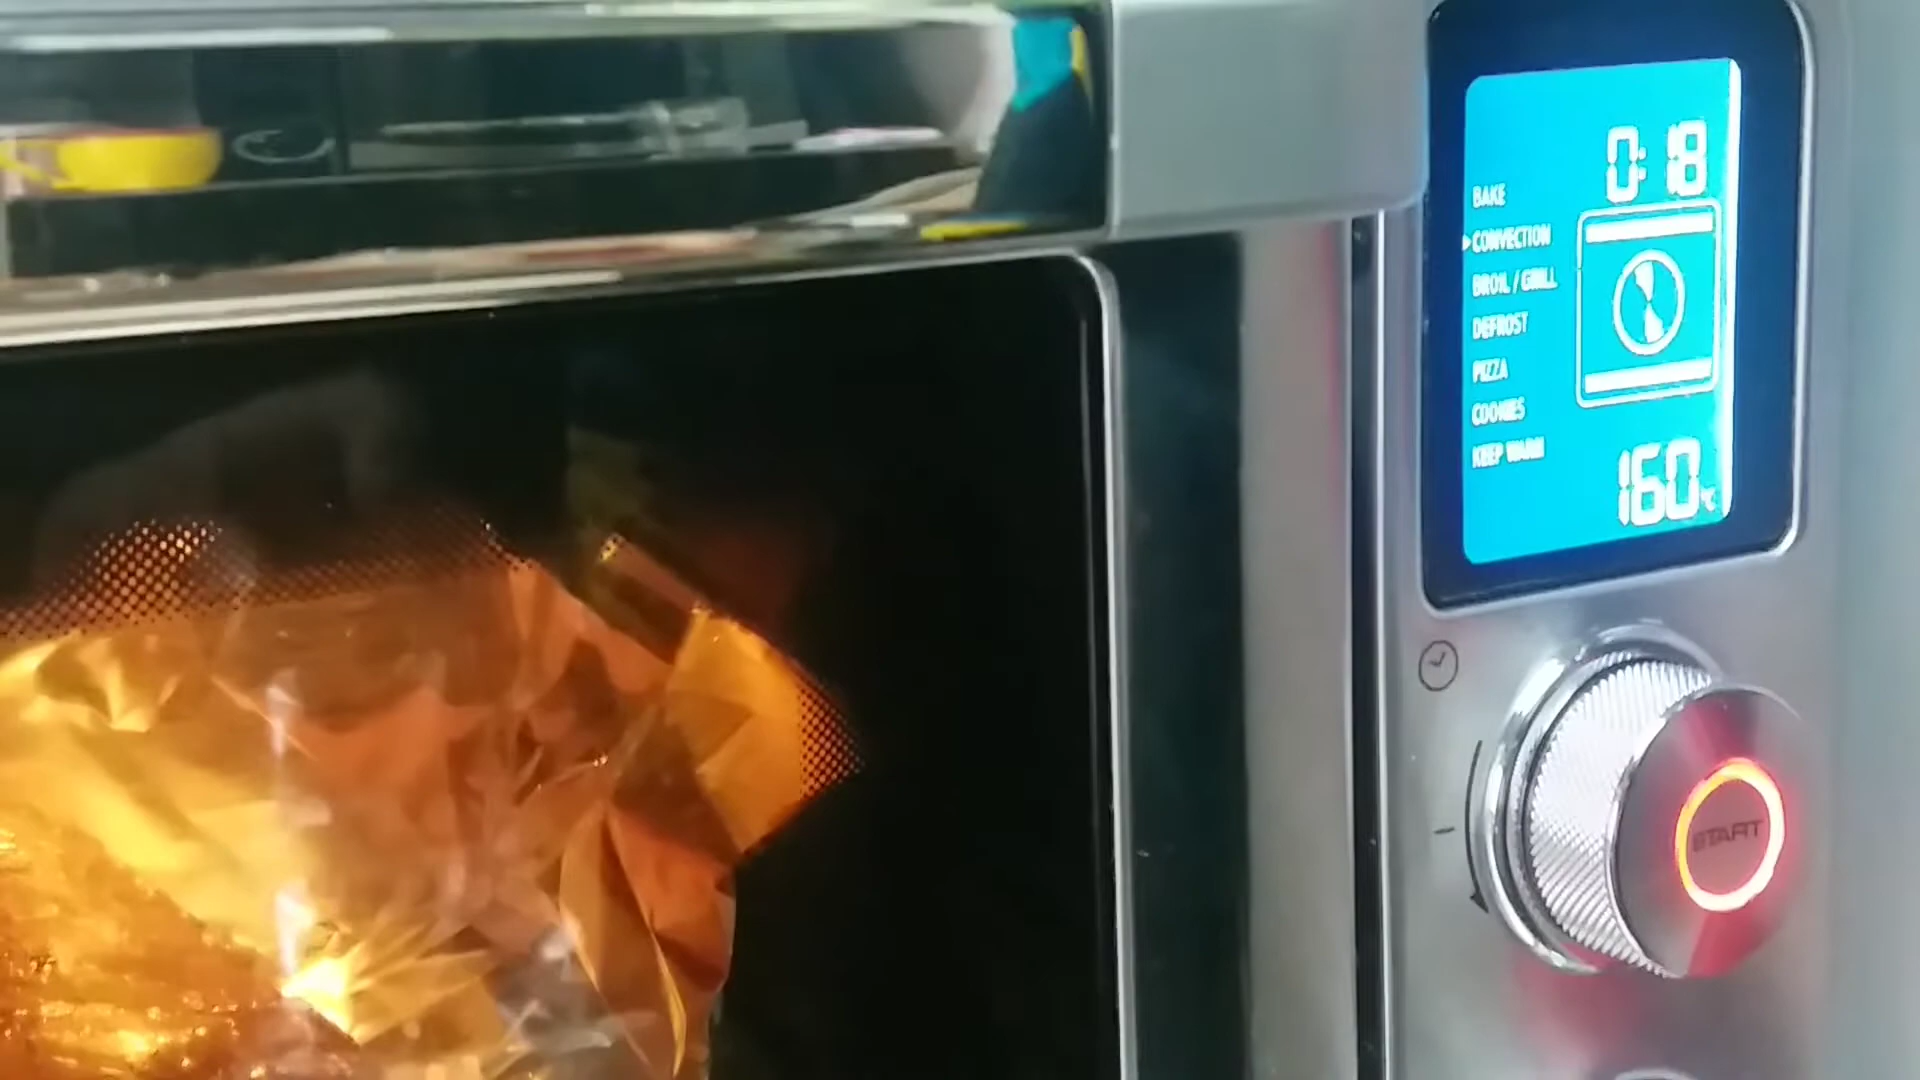 0:18
BAKE
CONVECTION
BROIL / GRILL
DEFROST
PIZZA
COOKIES
KEEP WARM
160°C
START